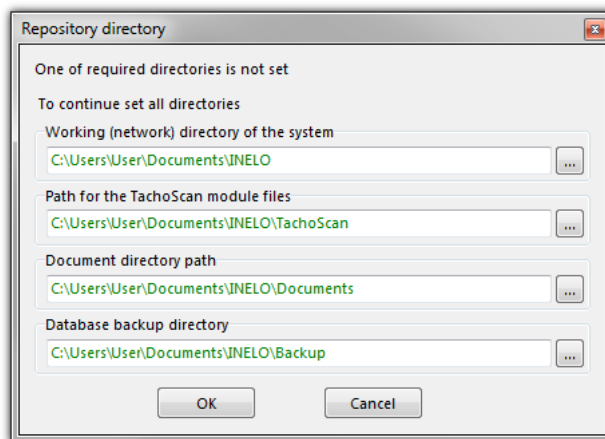 Repository directory
One of required directories is not set
To continue set all directories
Working (network) directory of the system
C:\Users\User\Documents\INELO
...
Path for the TachoScan module files
C:\Users\User\Documents\INELO\TachoScan
...
Document directory path
C:\Users\User\Documents\INELO\Documents
...
Database backup directory
C:\Users\User\Documents\INELO\Backup
...
OK
Cancel